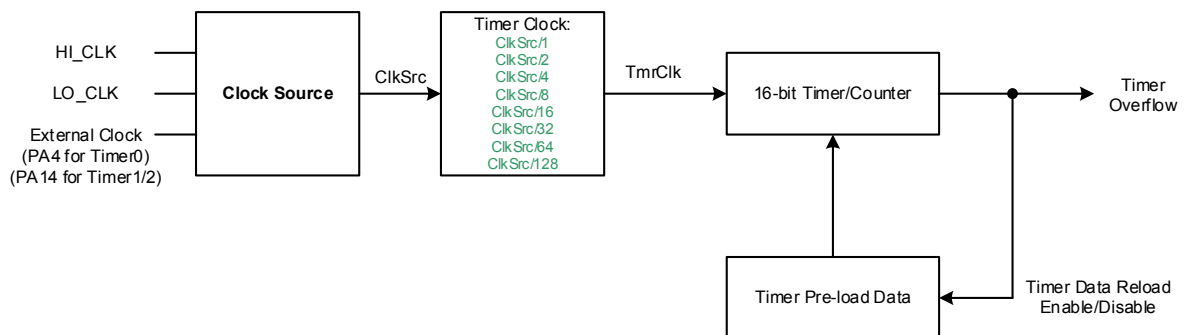 HI_CLK
LO_CLK
External Clock
(PA4 for Timer0)
(PA14 for Timer1/2)
Clock Source
ClkSrc
Timer Clock:
ClkSrc/1
ClkSrc/2
ClkSrc/4
ClkSrc/8
ClkSrc/16
ClkSrc/32
ClkSrc/64
ClkSrc/128
TmrClk
16-bit Timer/Counter
Timer
Overflow
Timer Pre-load Data
Timer Data Reload
Enable/Disable